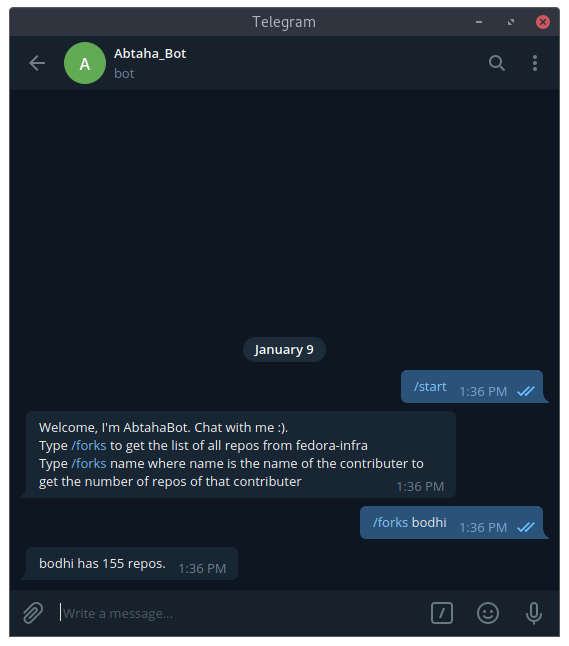 Telegram
A
Abtaha_Bot
bot
January 9
/start 1:36 PM
Welcome, I'm AbtahaBot. Chat with me :).
Type /forks to get the list of all repos from fedora-infra
Type /forks name where name is the name of the contributer to
get the number of repos of that contributer
1:36 PM
/forks bodhi 1:36 PM
bodhi has 155 repos. 1:36 PM
Write a message...
/